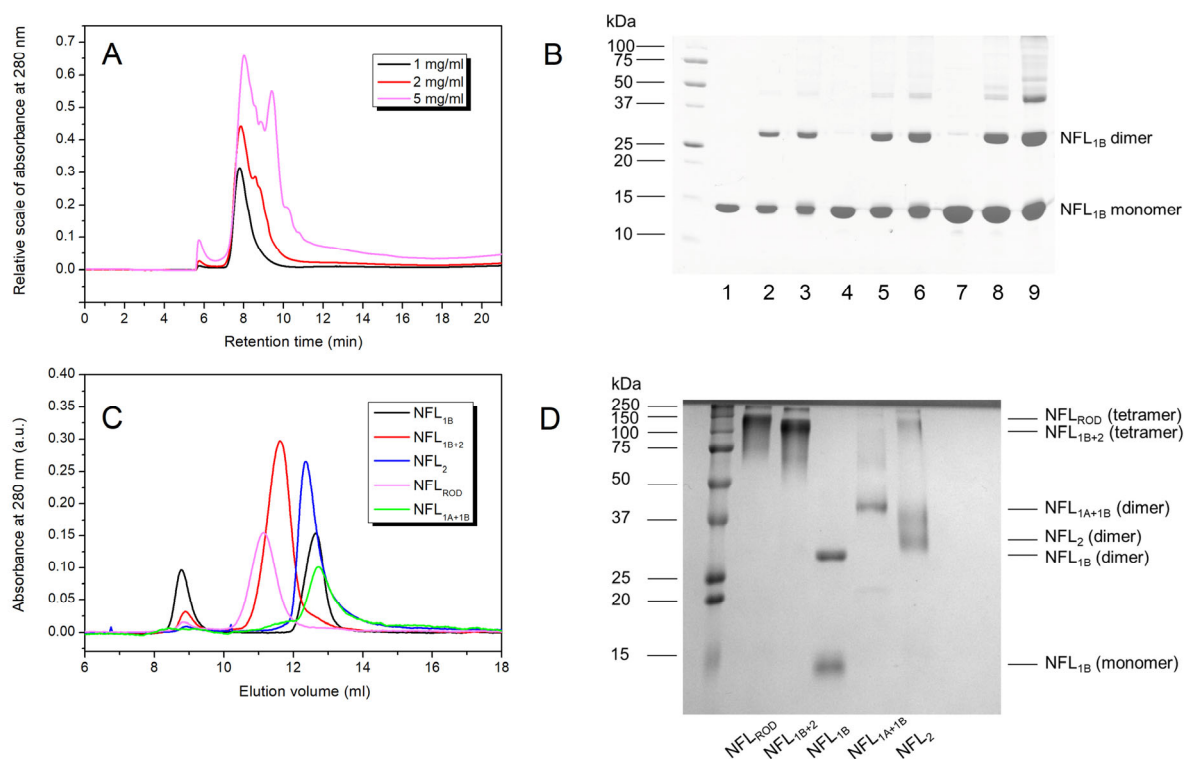 A
1 mg/ml
2 mg/ml
5 mg/ml
Relative scale of absorbance at 280 nm
0.7
0.6
0.5
0.4
0.3
0.2
0.1
0.0
0 2 4 6 8 10 12 14 16 18 20
Retention time (min)
B
kDa
100
75
50
37
25
20
15
10
NFL1B dimer
NFL1B monomer
1 2 3 4 5 6 7 8 9
C
NFL1B
NFL1B+2
NFL2
NFLROD
NFL1A+1B
Absorbance at 280 nm (a.u.)
0.40
0.35
0.30
0.25
0.20
0.15
0.10
0.05
0.00
6 8 10 12 14 16 18
Elution volume (ml)
D
kDa
250
150
100
75
50
37
25
20
15
NFLROD (tetramer)
NFL1B+2 (tetramer)
NFL1A+1B (dimer)
NFL2 (dimer)
NFL1B (dimer)
NFL1B (monomer)
NFLROD NFL1B+2 NFL1B NFL1A+1B NFL2